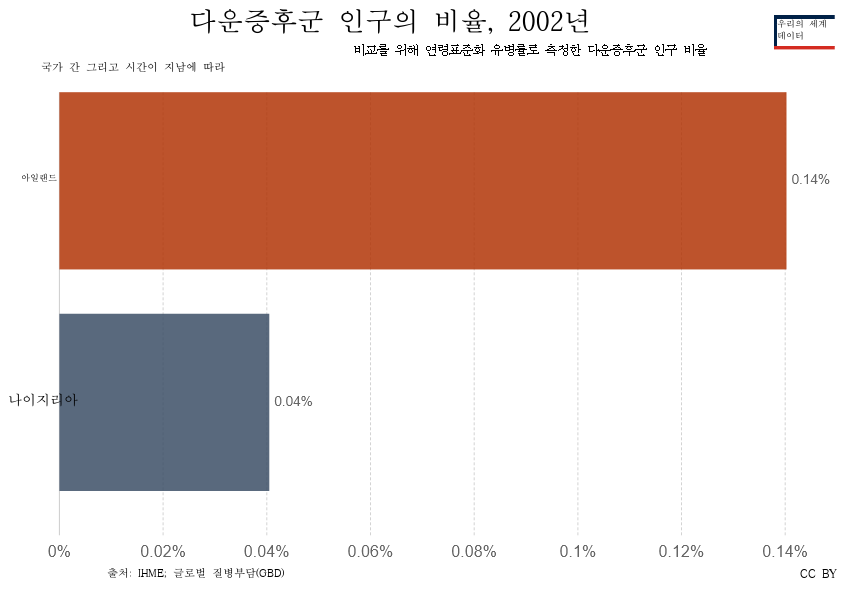 다운증후군 인구의 비율, 2002년
우리의 세계
데이터
비교를 위해 연령표준화 유병률로 측정한 다운증후군 인구 비율
국가 간 그리고 시간이 지남에 따라
아일랜드
0.14%
나이지리아
0.04%
0% 0.02% 0.04% 0.06% 0.08% 0.1% 0.12% 0.14%
출처: IHME; 글로벌 질병부담(GBD)
CC BY